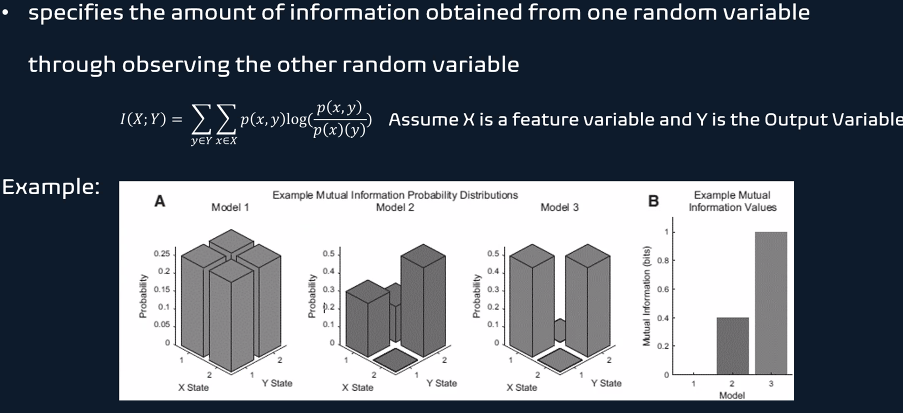 • specifies the amount of information obtained from one random variable
through observing the other random variable
I(X;Y) = ∑ ∑ p(x,y)log(p(x,y)/p(x)(y)) Assume X is a feature variable and Y is the Output Variable
y∈Y x∈X
Example:
A Example Mutual Information Probability Distributions
Model 1 Model 2 Model 3
Probability
0.25
0.2
0.15
0.1
0.05
0
1
2
X State
1
2
Y State
Probability
0.5
0.4
0.3
0.2
0.1
0
1
2
X State
1
2
Y State
Probability
0.5
0.4
0.3
0.2
0.1
0
1
2
X State
1
2
Y State
B Example Mutual
Information Values
Mutual Information (bits)
1
0.8
0.6
0.4
0.2
0
1 2 3
Model